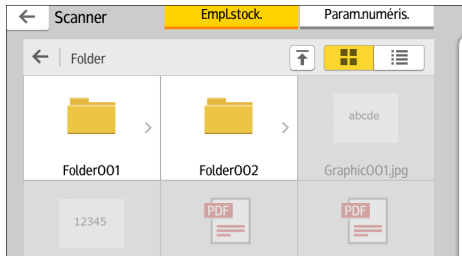 Scanner
Empl.stock.
Param.numéris.
Folder
abcde
Folder001
Folder002
Graphic001.jpg
12345
PDF
PDF